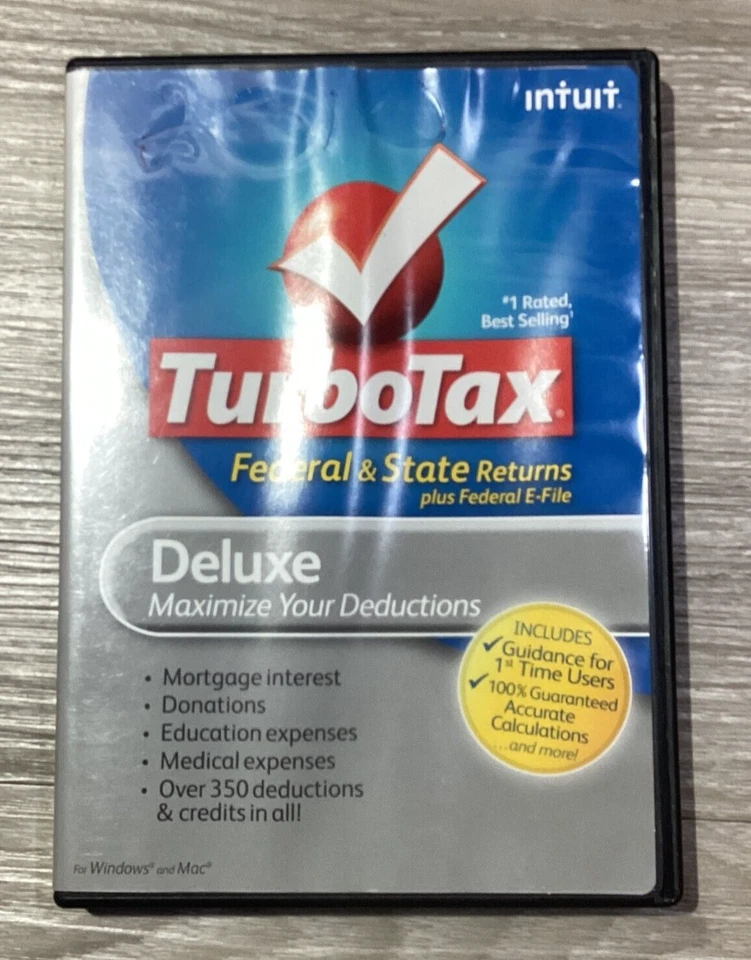 intuit.
#1 Rated,
Best Selling¹
TurboTax®
Federal & State Returns
plus Federal E-File
Deluxe
Maximize Your Deductions
INCLUDES
✓ Guidance for
1st Time Users
✓ 100% Guaranteed
Accurate
Calculations
...and more!
• Mortgage interest
• Donations
• Education expenses
• Medical expenses
• Over 350 deductions
& credits in all!
For Windows® and Mac®